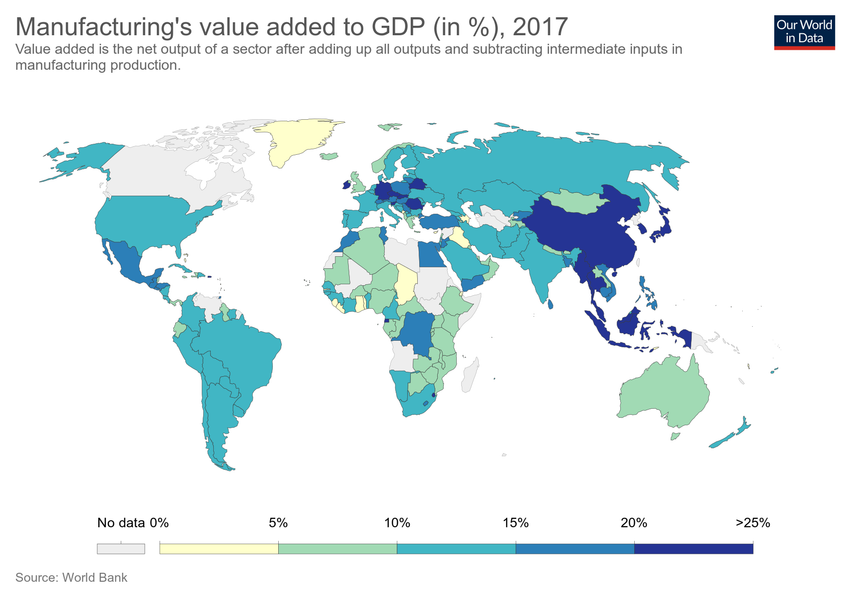 Manufacturing's value added to GDP (in %), 2017
Our World
in Data
Value added is the net output of a sector after adding up all outputs and subtracting intermediate inputs in
manufacturing production.
No data 0% 5% 10% 15% 20% >25%
Source: World Bank